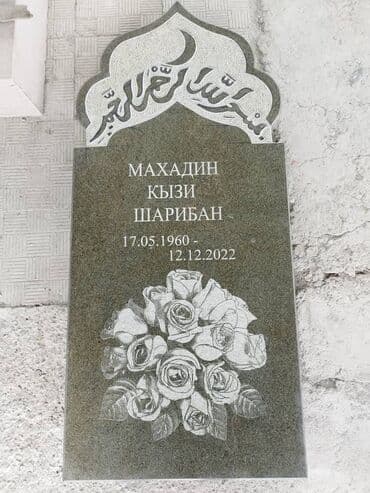 بسم الله الرحمن الرحيم
МАХАДИН
КЫЗИ
ШАРИБАН
17.05.1960 -
12.12.2022